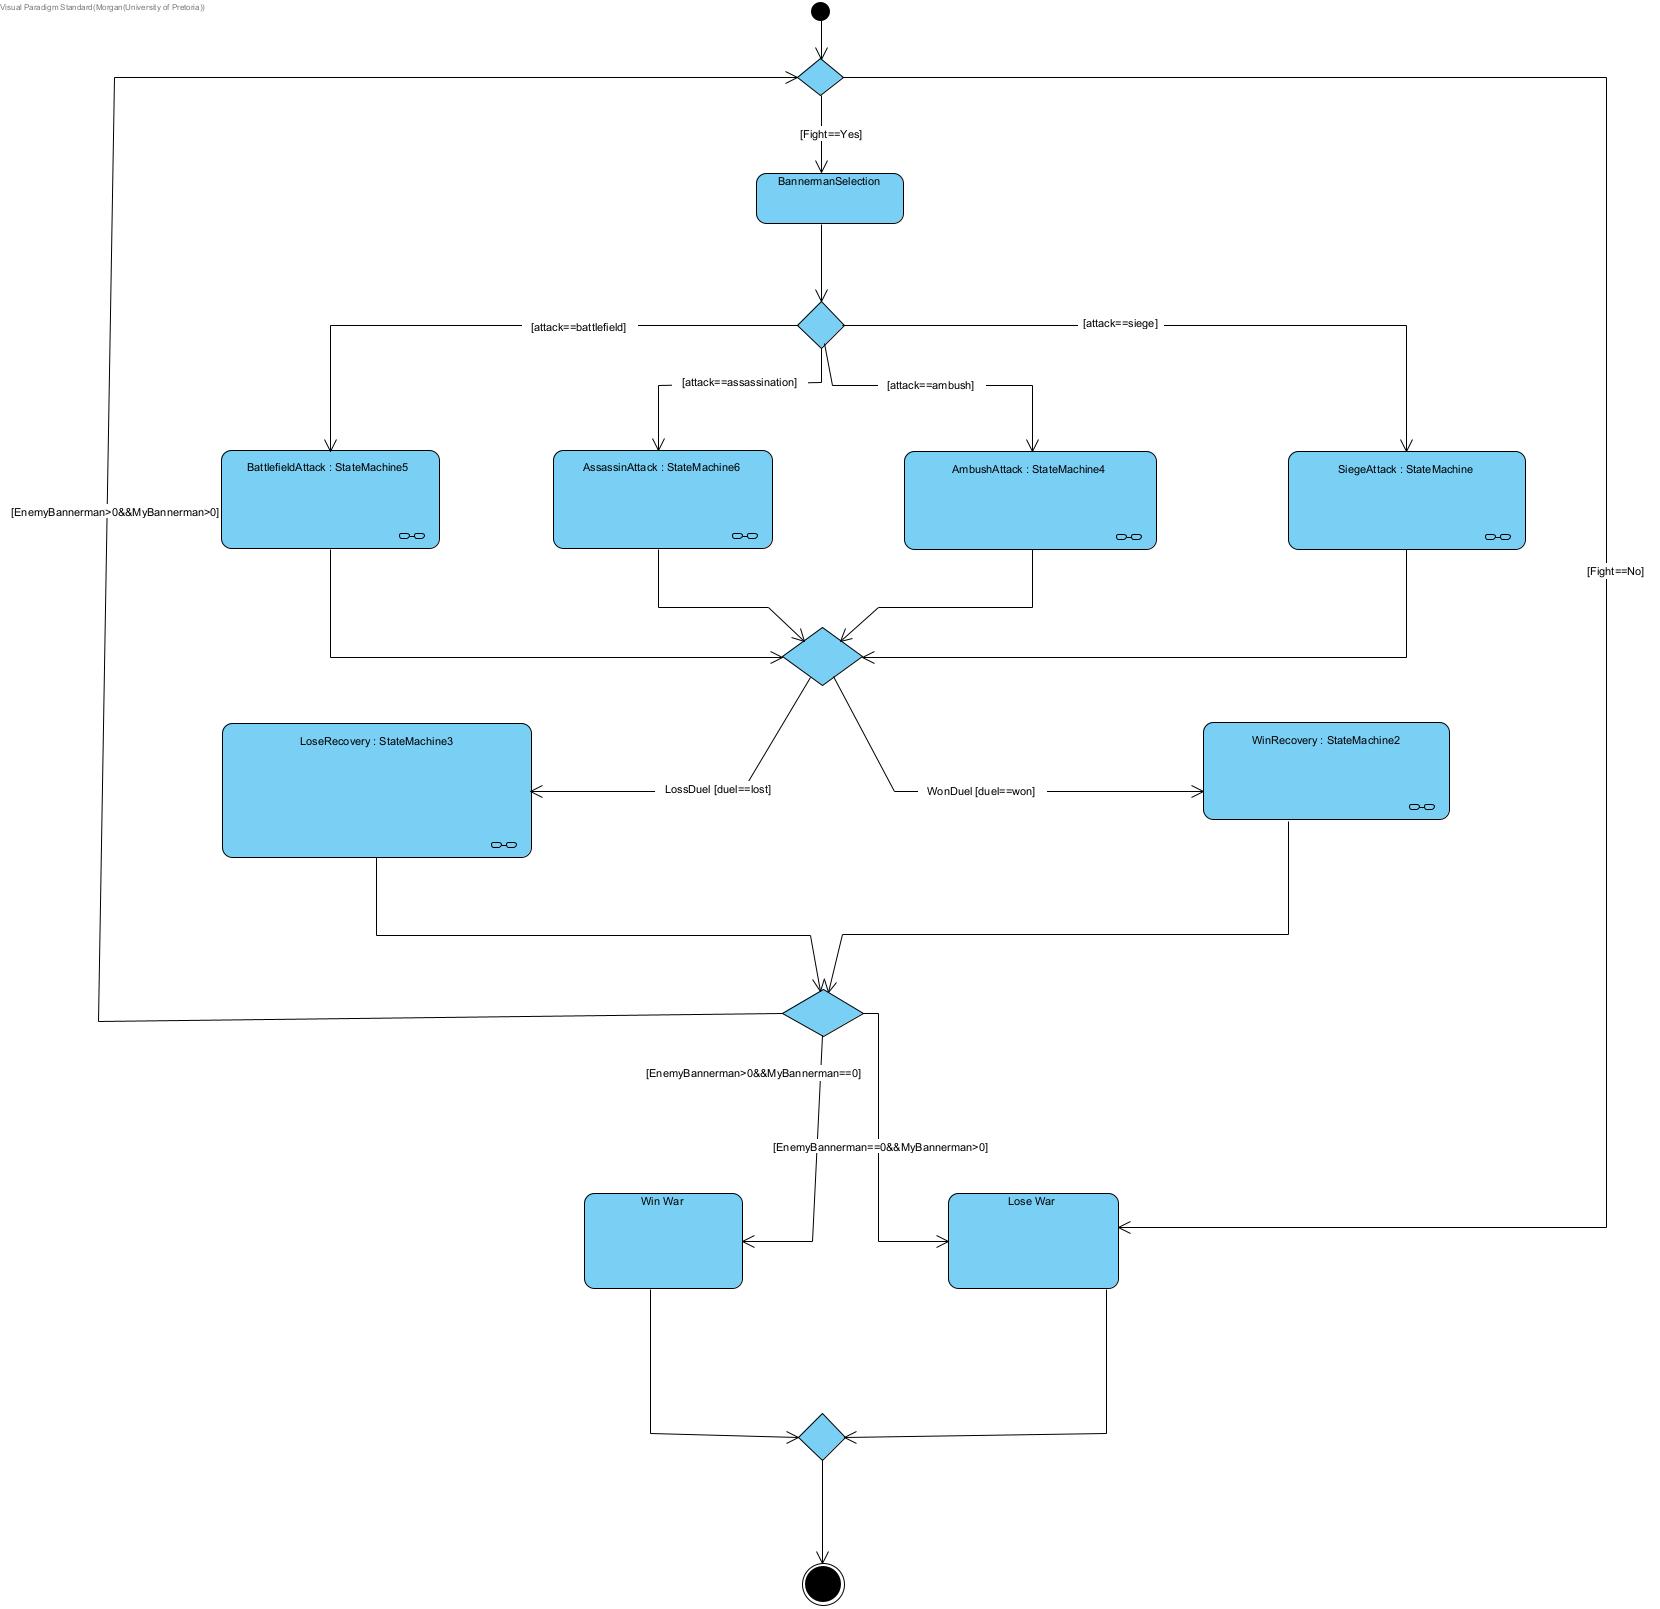 Visual Paradigm Standard(Morgan(University of Pretoria))
[Fight==Yes]
BannermanSelection
[attack==battlefield]
[attack==siege]
[attack==assassination]
[attack==ambush]
BattlefieldAttack : StateMachine5
AssassinAttack : StateMachine6
AmbushAttack : StateMachine4
SiegeAttack : StateMachine
[EnemyBannerman>0&&MyBannerman>0]
[Fight==No]
LoseRecovery : StateMachine3
WinRecovery : StateMachine2
LossDuel [duel==lost]
WonDuel [duel==won]
[EnemyBannerman>0&&MyBannerman==0]
[EnemyBannerman==0&&MyBannerman>0]
Win War
Lose War